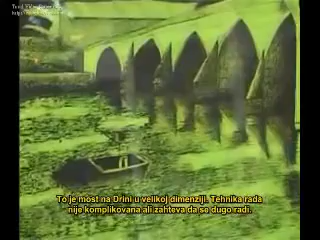 To je most na Drini u velikoj dimenziji. Tehnika rada
nije komplikovana ali zahteva da se dugo radi.